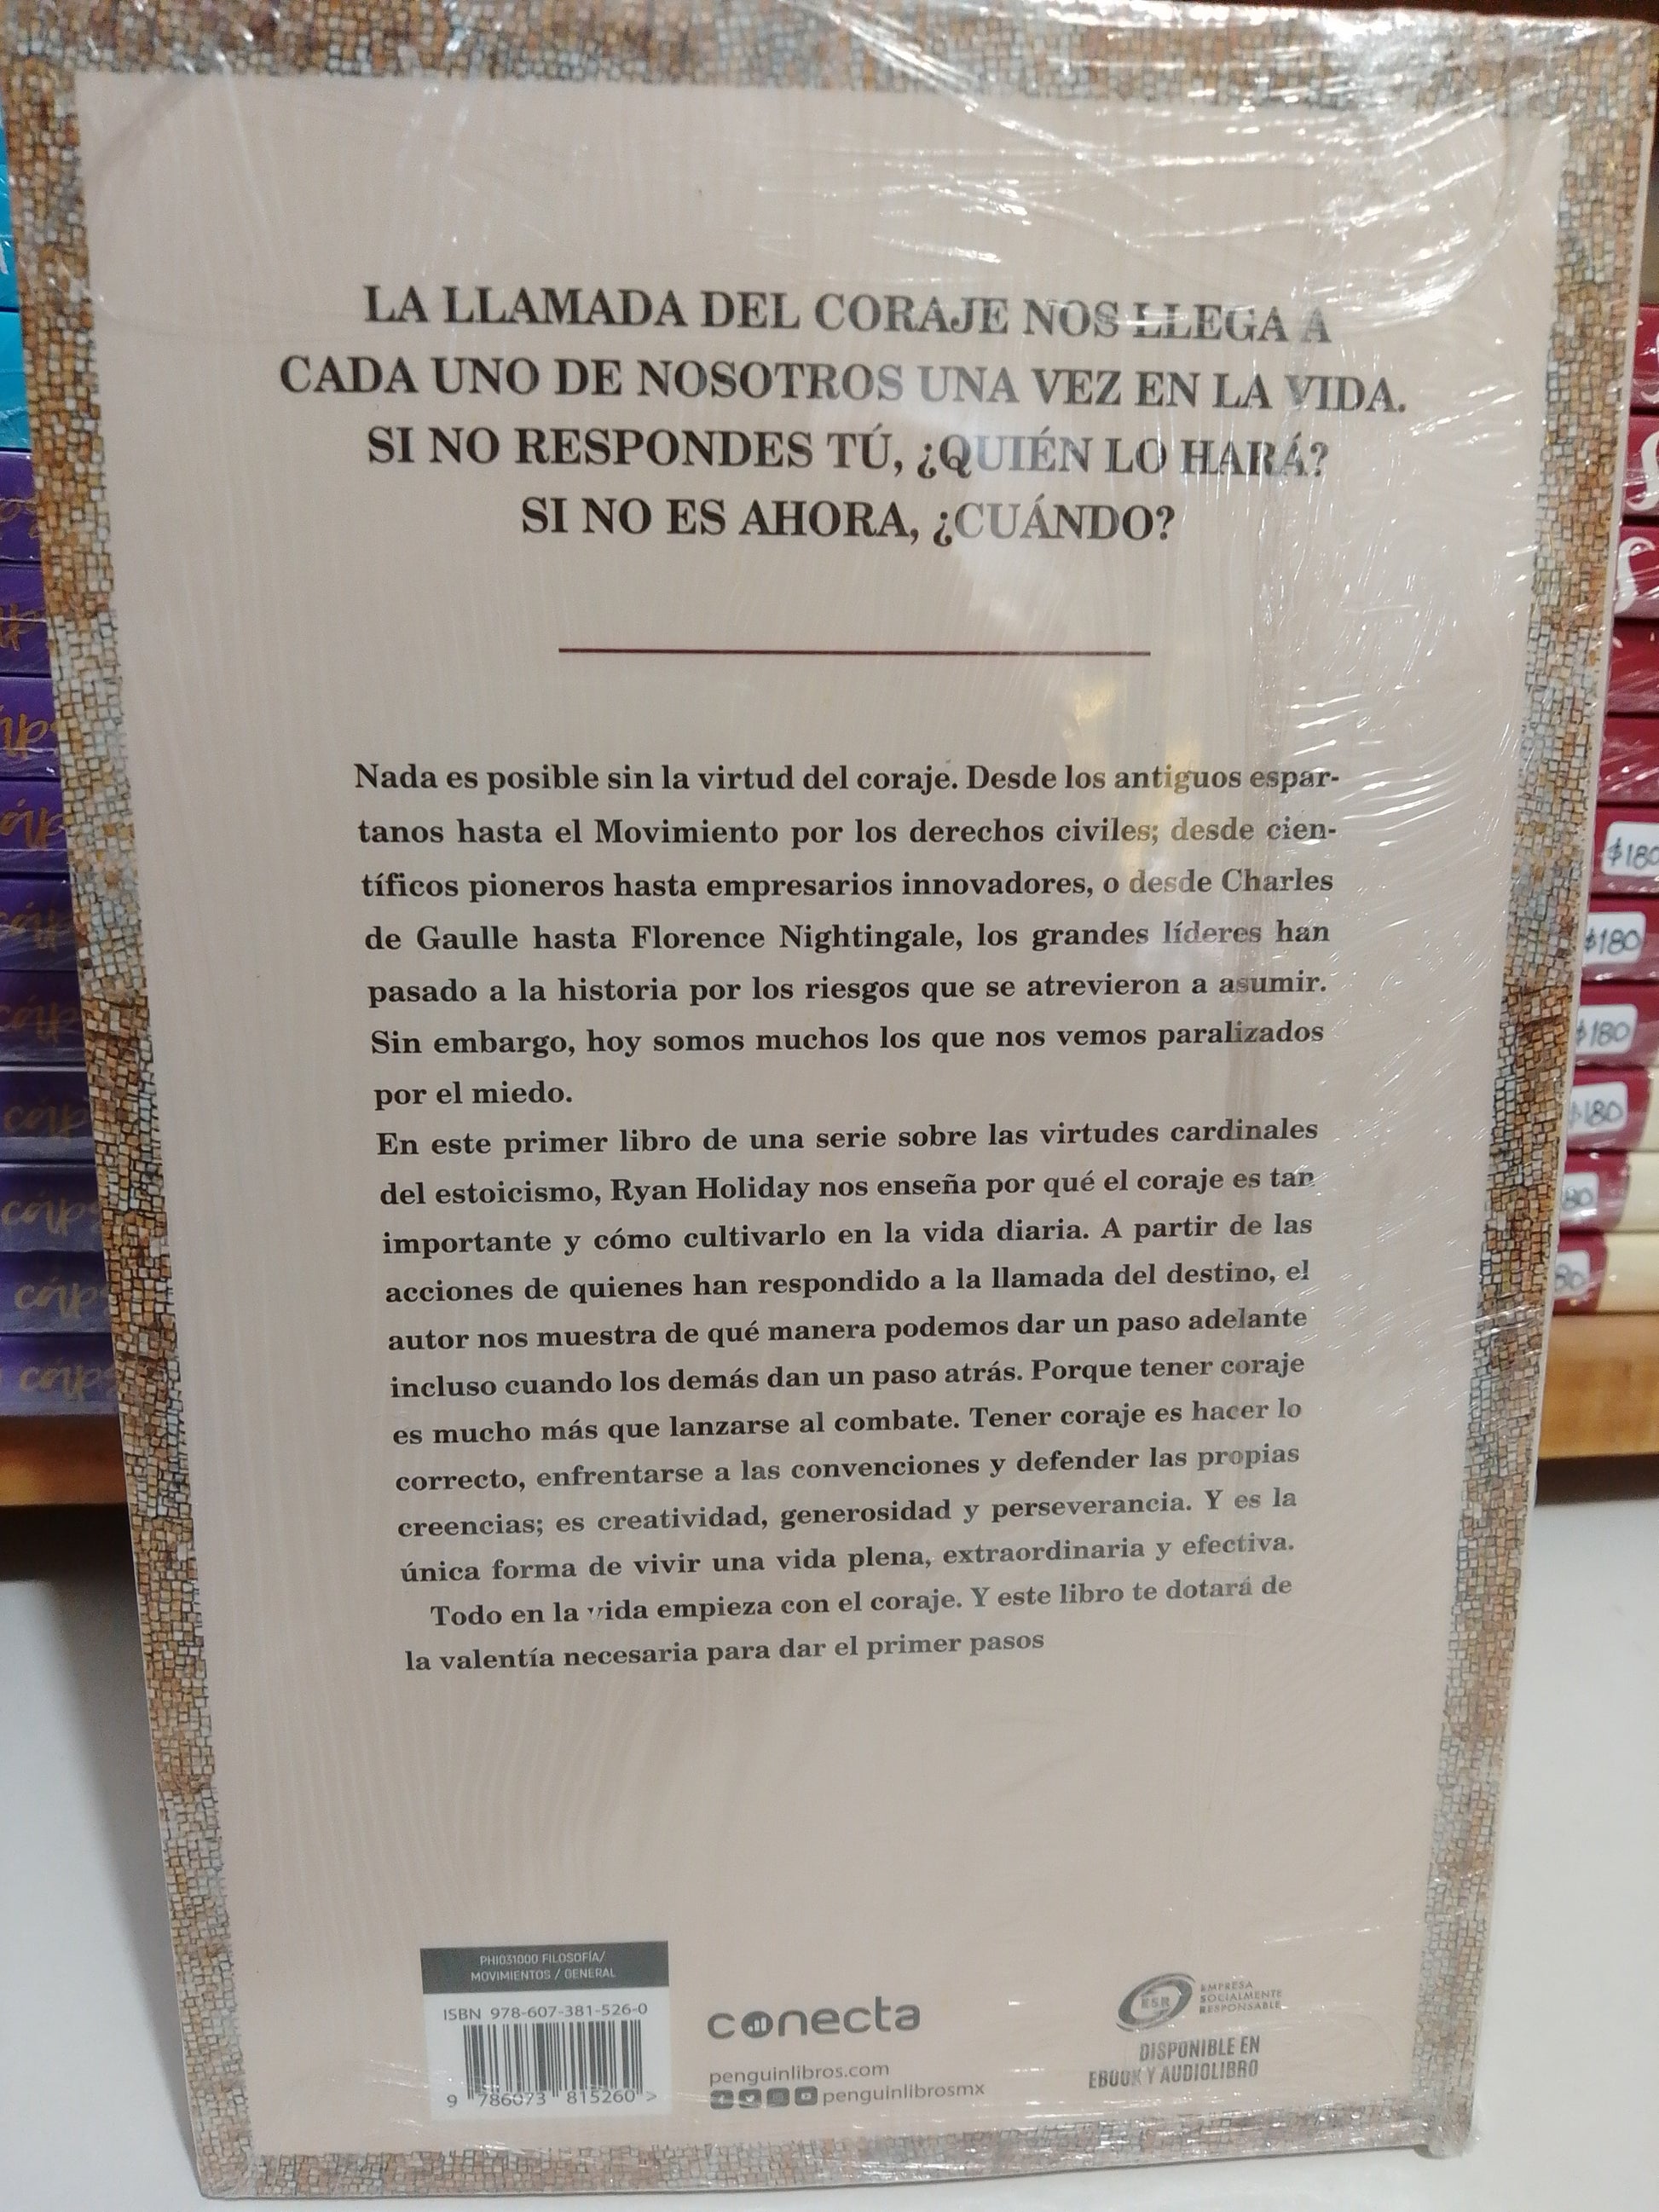 LA LLAMADA DEL CORAJE NOS LLEGA A
CADA UNO DE NOSOTROS UNA VEZ EN LA VIDA.
SI NO RESPONDES TÚ, ¿QUIÉN LO HARÁ?
SI NO ES AHORA, ¿CUÁNDO?
Nada es posible sin la virtud del coraje. Desde los antiguos espar-
tanos hasta el Movimiento por los derechos civiles; desde cien-
tíficos pioneros hasta empresarios innovadores, o desde Charles
de Gaulle hasta Florence Nightingale, los grandes líderes han
pasado a la historia por los riesgos que se atrevieron a asumir.
Sin embargo, hoy somos muchos los que nos vemos paralizados
por el miedo.
En este primer libro de una serie sobre las virtudes cardinales
del estoicismo, Ryan Holiday nos enseña por qué el coraje es tan
importante y cómo cultivarlo en la vida diaria. A partir de las
acciones de quienes han respondido a la llamada del destino, el
autor nos muestra de qué manera podemos dar un paso adelante
incluso cuando los demás dan un paso atrás. Porque tener coraje
es mucho más que lanzarse al combate. Tener coraje es hacer lo
correcto, enfrentarse a las convenciones y defender las propias
creencias; es creatividad, generosidad y perseverancia. Y es la
única forma de vivir una vida plena, extraordinaria y efectiva.
Todo en la vida empieza con el coraje. Y este libro te dotará de
la valentía necesaria para dar el primer pasos
PHI031000 FILOSOFÍA/
MOVIMIENTOS / GENERAL
ISBN 978-607-381-526-0
9 786073 815260 >
conecta
penguinlibros.com
penguinlibrosmx
ESR
EMPRESA
SOCIALMENTE
RESPONSABLE
DISPONIBLE EN
EBOOK Y AUDIOLIBRO
$180
$180
$180
$180
80
80